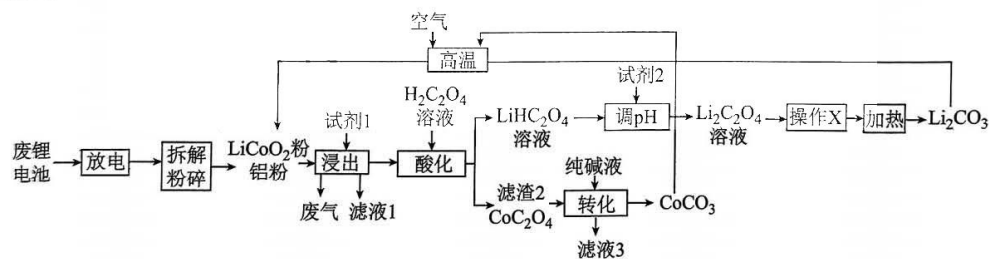 空气
高温
试剂2
H₂C₂O₄
溶液
试剂1
LiHC₂O₄
溶液
调pH
Li₂C₂O₄
溶液
操作X
加热
Li₂CO₃
废锂
电池
放电
拆解
粉碎
LiCoO₂粉
铝粉
浸出
酸化
废气
滤液1
纯碱液
滤渣2
CoC₂O₄
转化
CoCO₃
滤液3